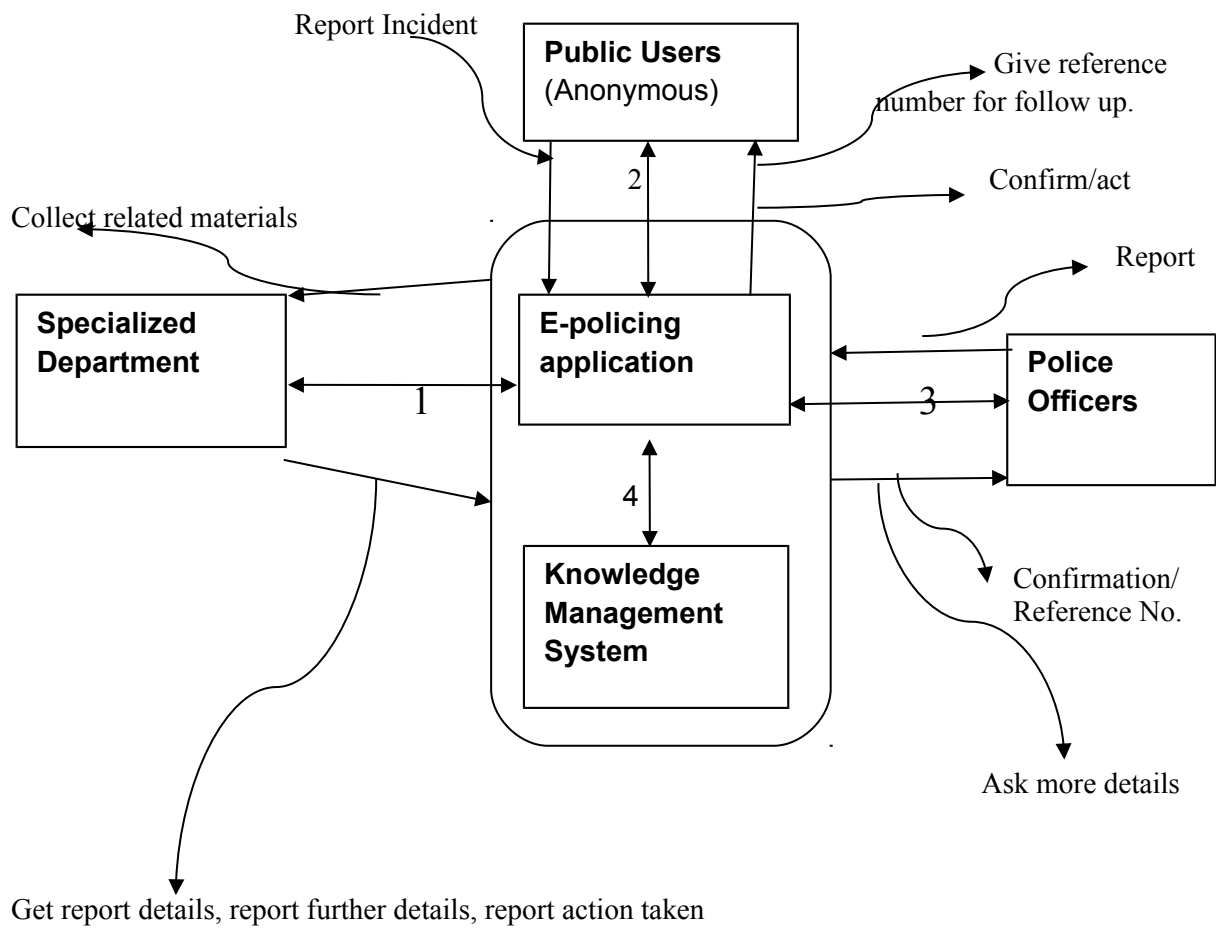 Report Incident
Public Users
(Anonymous)
Give reference
number for follow up.
2
Confirm/act
Collect related materials
Report
Specialized
Department
E-policing
application
Police
Officers
1
3
4
Knowledge
Management
System
Confirmation/
Reference No.
Ask more details
Get report details, report further details, report action taken